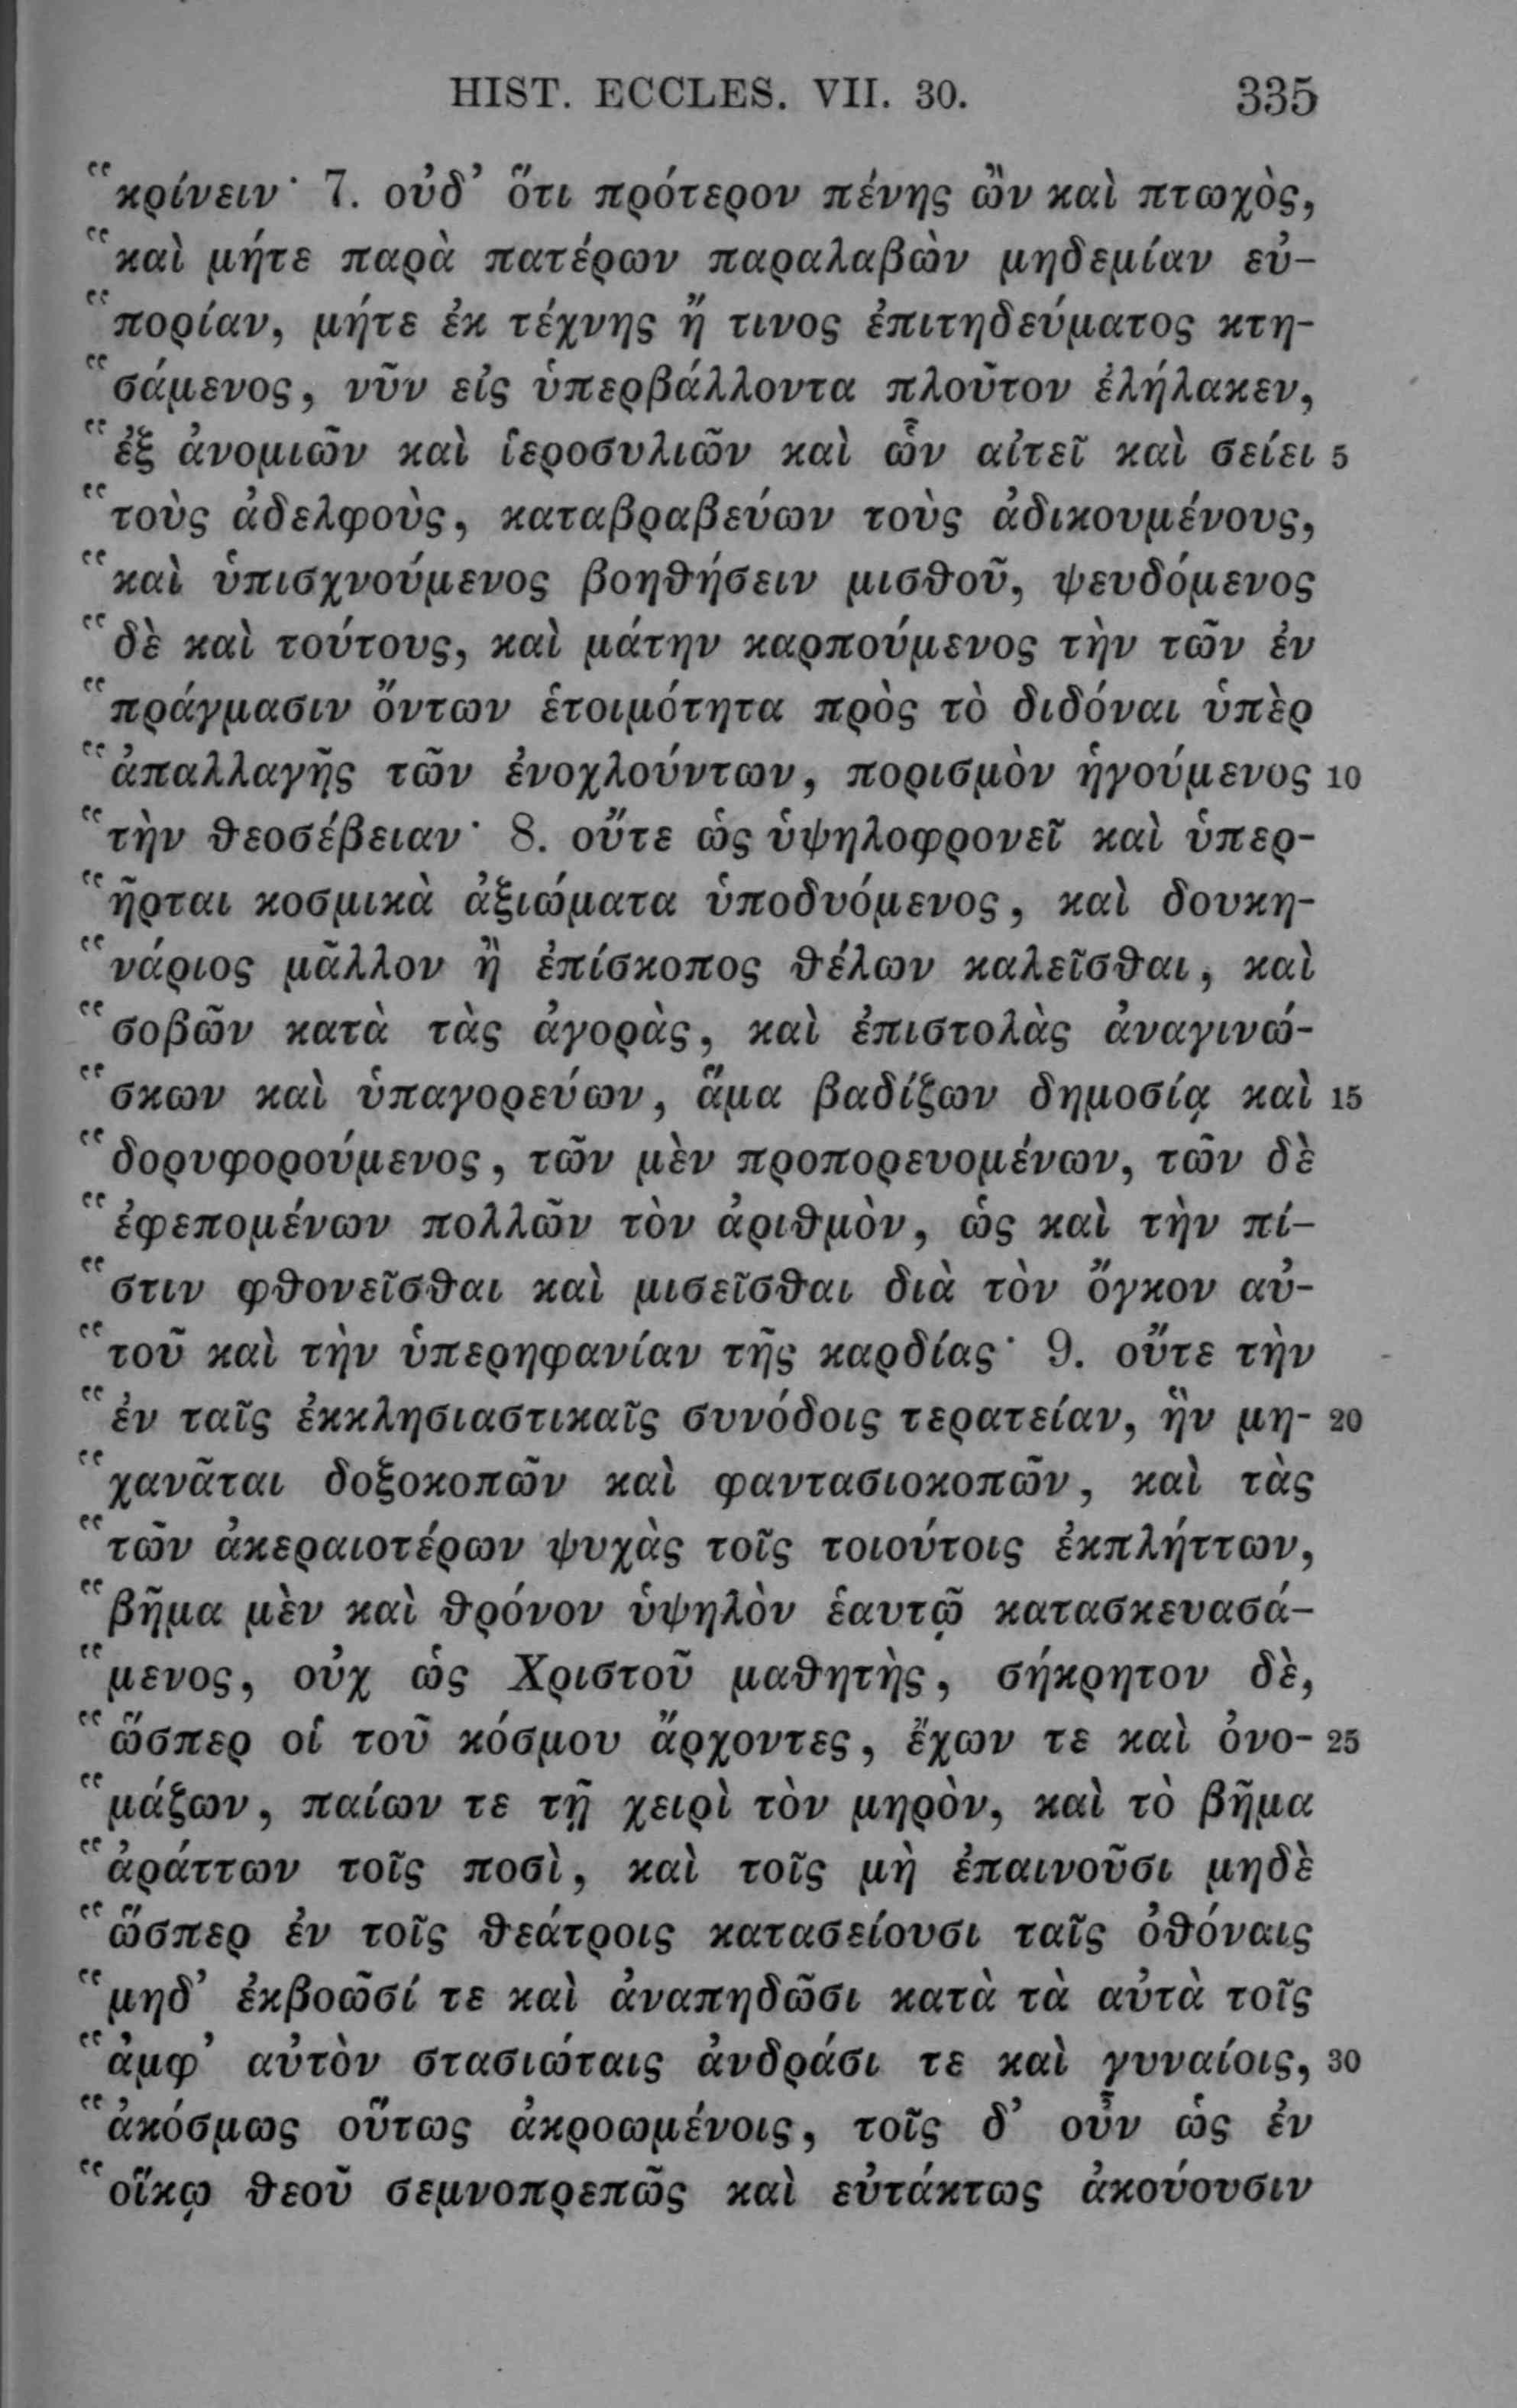 HIST. ECCLES. VII. 30. 335
“κρίνειν· 7. οὐδ’ ὅτι πρότερον πένης ὢν καὶ πτωχὸς,
“καὶ μήτε παρὰ πατέρων παραλαβὼν μηδεμίαν εὐ-
“πορίαν, μήτε ἐκ τέχνης ἤ τινος ἐπιτηδεύματος κτη-
“σάμενος, νῦν εἰς ὑπερβάλλοντα πλοῦτον ἐλήλακεν,
“ἐξ ἀνομιῶν καὶ ἱεροσυλιῶν καὶ ὧν αἰτεῖ καὶ σείει 5
“τοὺς ἀδελφοὺς, καταβραβεύων τοὺς ἀδικουμένους,
“καὶ ὑπισχνούμενος βοηθήσειν μισθοῦ, ψευδόμενος
“δὲ καὶ τούτους, καὶ μάτην καρπούμενος τὴν τῶν ἐν
“πράγμασιν ὄντων ἑτοιμότητα πρὸς τὸ διδόναι ὑπὲρ
“ἀπαλλαγῆς τῶν ἐνοχλούντων, πορισμὸν ἡγούμενος 10
“τὴν θεοσέβειαν· 8. οὔτε ὡς ὑψηλοφρονεῖ καὶ ὑπερ-
“ῆρται κοσμικὰ ἀξιώματα ὑποδυόμενος, καὶ δουκη-
“νάριος μᾶλλον ἢ ἐπίσκοπος θέλων καλεῖσθαι, καὶ
“σοβῶν κατὰ τὰς ἀγορὰς, καὶ ἐπιστολὰς ἀναγινώ-
“σκων καὶ ὑπαγορεύων, ἅμα βαδίζων δημοσίᾳ καὶ 15
“δορυφορούμενος, τῶν μὲν προπορευομένων, τῶν δὲ
“ἐφεπομένων πολλῶν τὸν ἀριθμὸν, ὡς καὶ τὴν πί-
“στιν φθονεῖσθαι καὶ μισεῖσθαι διὰ τὸν ὄγκον αὐ-
“τοῦ καὶ τὴν ὑπερηφανίαν τῆς καρδίας· 9. οὔτε τὴν
“ἐν ταῖς ἐκκλησιαστικαῖς συνόδοις τερατείαν, ἣν μη- 20
“χανᾶται δοξοκοπῶν καὶ φαντασιοκοπῶν, καὶ τὰς
“τῶν ἀκεραιοτέρων ψυχὰς τοῖς τοιούτοις ἐκπλήττων,
“βῆμα μὲν καὶ θρόνον ὑψηλὸν ἑαυτῷ κατασκευασά-
“μενος, οὐχ ὡς Χριστοῦ μαθητὴς, σήκρητον δὲ,
“ὥσπερ οἱ τοῦ κόσμου ἄρχοντες, ἔχων τε καὶ ὀνο- 25
“μάζων, παίων τε τῇ χειρὶ τὸν μηρὸν, καὶ τὸ βῆμα
“ἀράττων τοῖς ποσὶ, καὶ τοῖς μὴ ἐπαινοῦσι μηδὲ
“ὥσπερ ἐν τοῖς θεάτροις κατασείουσι ταῖς ὀθόναις
“μηδ’ ἐκβοῶσί τε καὶ ἀναπηδῶσι κατὰ τὰ αὐτὰ τοῖς
“ἀμφ’ αὐτὸν στασιώταις ἀνδράσι τε καὶ γυναίοις, 30
“ἀκόσμως οὕτως ἀκροωμένοις, τοῖς δ’ οὖν ὡς ἐν
“οἴκῳ θεοῦ σεμνοπρεπῶς καὶ εὐτάκτως ἀκούουσιν